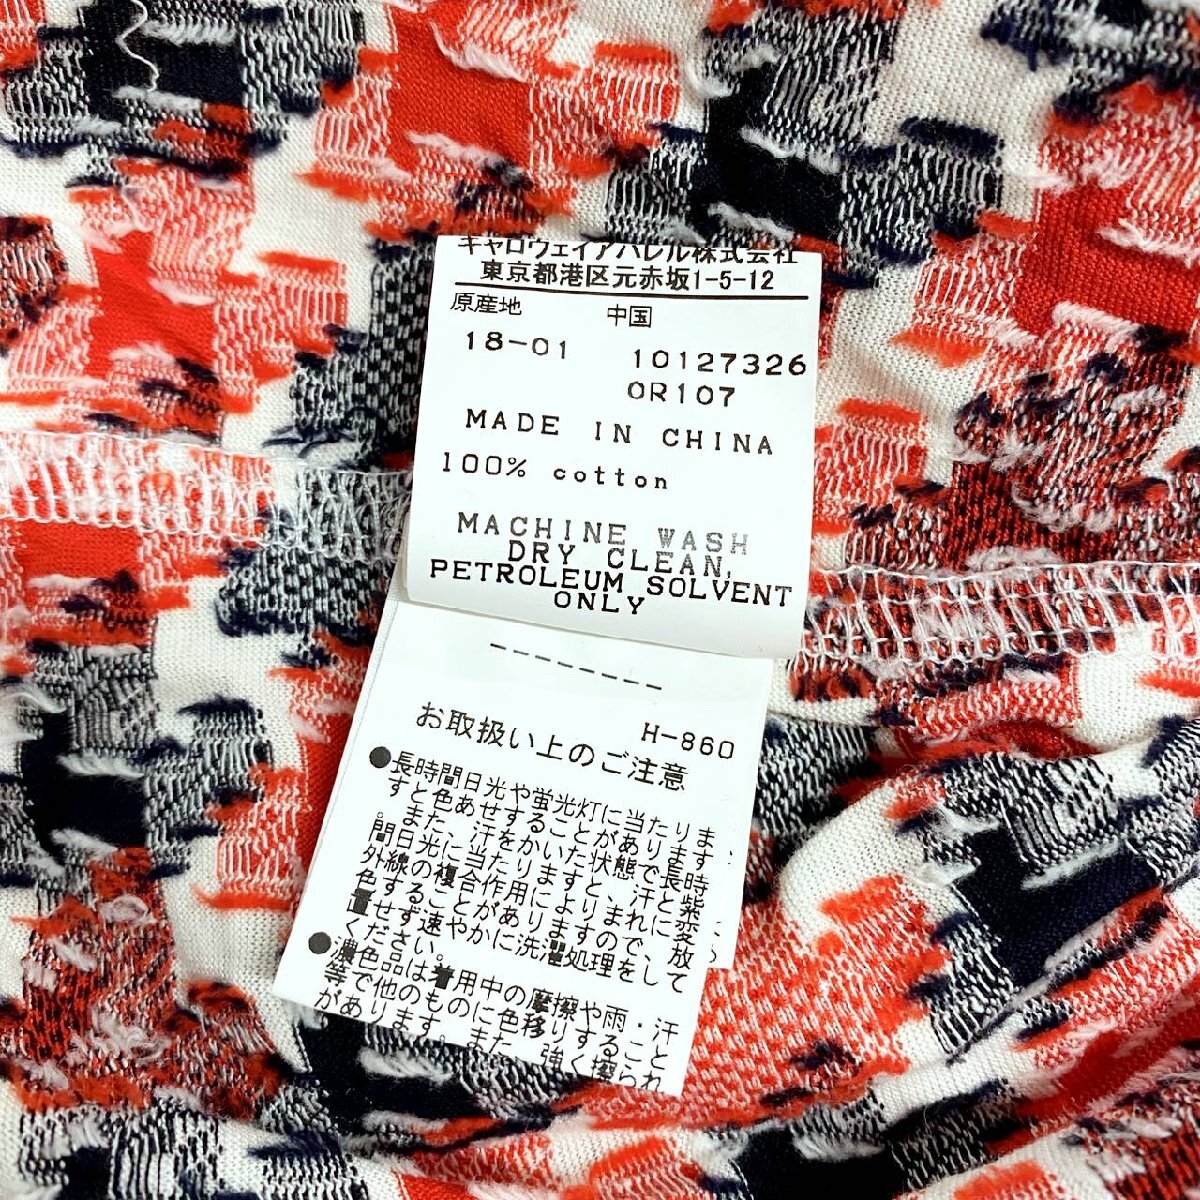 キャロウェイアパレル株式会社
東京都港区元赤坂1-5-12
原産地 中国
18-01 10127326
0R107
MADE IN CHINA
100% cotton
MACHINE WASH
DRY CLEAN,
PETROLEUM SOLVENT
ONLY
-------
H-860
お取扱い上のご注意
●長時間日光や蛍光灯に当たりま
すと色あせすることがあります
。また、汗をかいた状態で長時
間日光に当たりますと、汗と紫
外線の複合作用によりまれに変
色することがありますので、放
置せず速やかに洗濯処理をして
ください。
●濃色品は着用中の摩擦や雨・汗
等で他のものに色移りすること
があります。また、強く擦られ